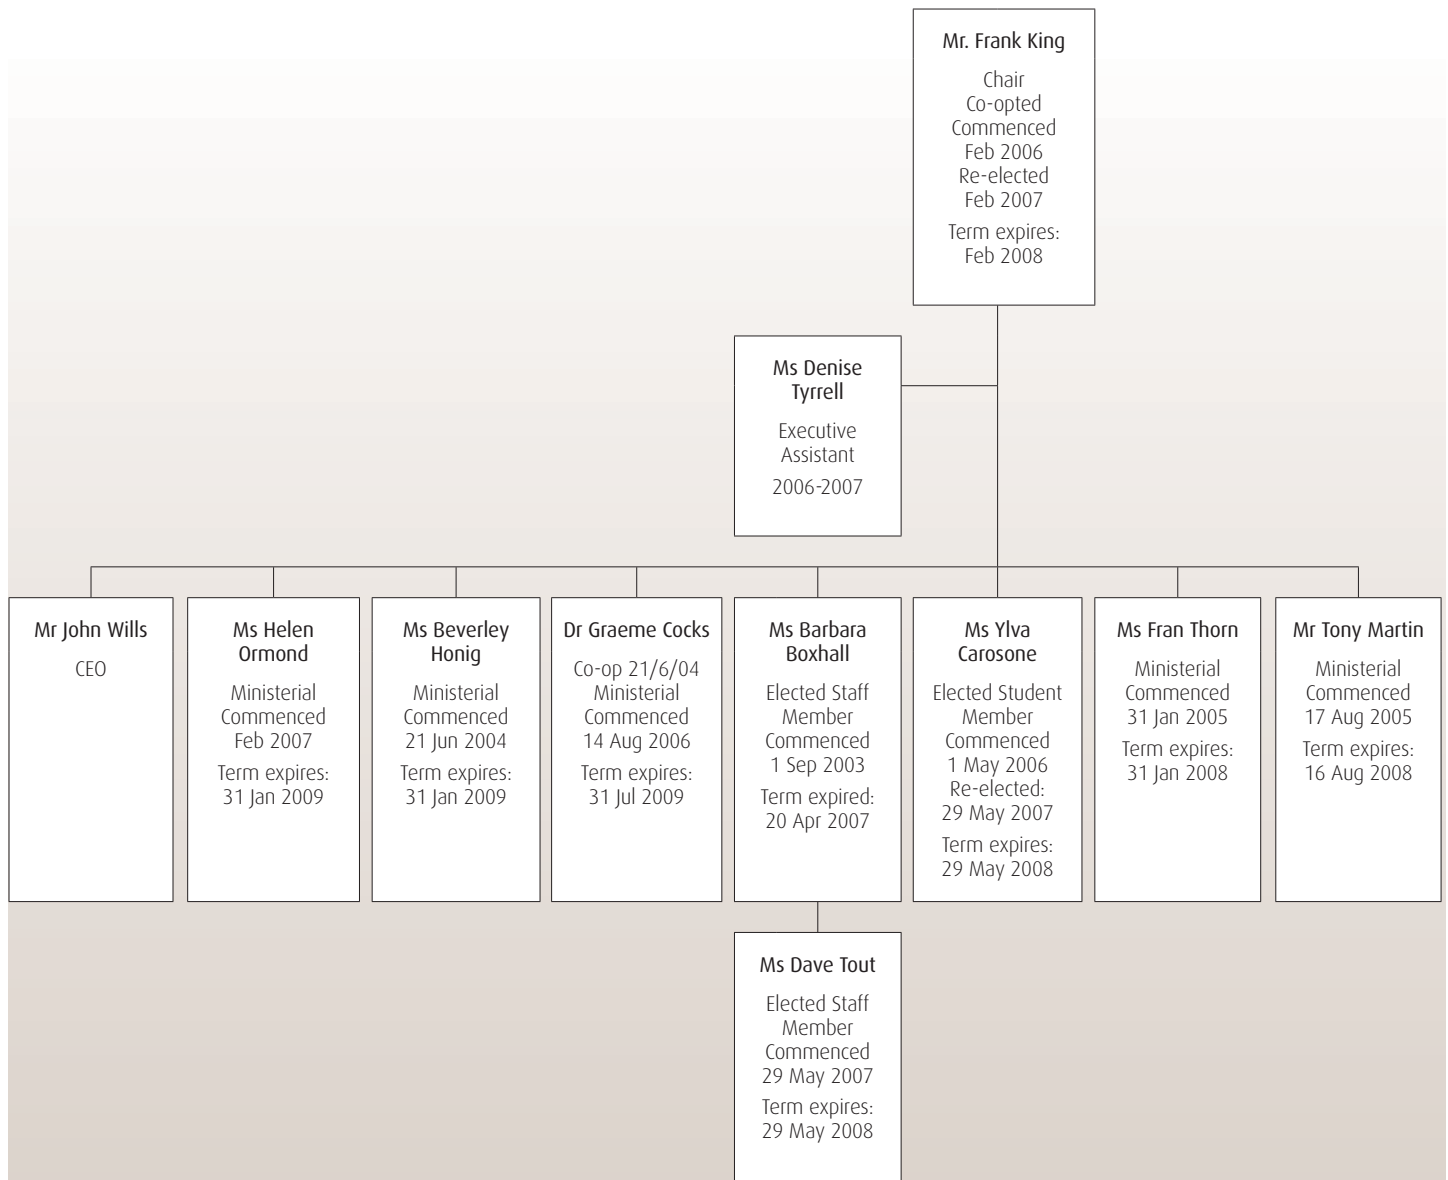 Mr. Frank King
Chair
Co-opted
Commenced
Feb 2006
Re-elected
Feb 2007
Term expires:
Feb 2008
Ms Denise
Tyrrell
Executive
Assistant
2006-2007
Mr John Wills
CEO
Ms Helen
Ormond
Ministerial
Commenced
Feb 2007
Term expires:
31 Jan 2009
Ms Beverley
Honig
Ministerial
Commenced
21 Jun 2004
Term expires:
31 Jan 2009
Dr Graeme Cocks
Co-op 21/6/04
Ministerial
Commenced
14 Aug 2006
Term expires:
31 Jul 2009
Ms Barbara
Boxhall
Elected Staff
Member
Commenced
1 Sep 2003
Term expired:
20 Apr 2007
Ms Ylva
Carosone
Elected Student
Member
Commenced
1 May 2006
Re-elected:
29 May 2007
Term expires:
29 May 2008
Ms Fran Thorn
Ministerial
Commenced
31 Jan 2005
Term expires:
31 Jan 2008
Mr Tony Martin
Ministerial
Commenced
17 Aug 2005
Term expires:
16 Aug 2008
Ms Dave Tout
Elected Staff
Member
Commenced
29 May 2007
Term expires:
29 May 2008